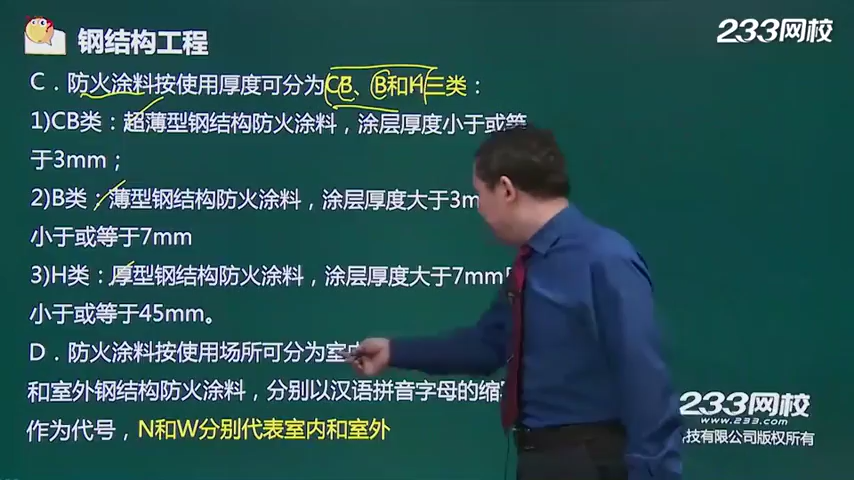 钢结构工程
233网校
C．防火涂料按使用厚度可分为CB、B和H三类：
1)CB类：超薄型钢结构防火涂料，涂层厚度小于或等
于3mm；
2)B类：薄型钢结构防火涂料，涂层厚度大于3m
小于或等于7mm
3)H类：厚型钢结构防火涂料，涂层厚度大于7mm
小于或等于45mm。
D．防火涂料按使用场所可分为室
和室外钢结构防火涂料，分别以汉语拼音字母的缩
作为代号，N和W分别代表室内和室外
233网校
www.233.com
技有限公司版权所有